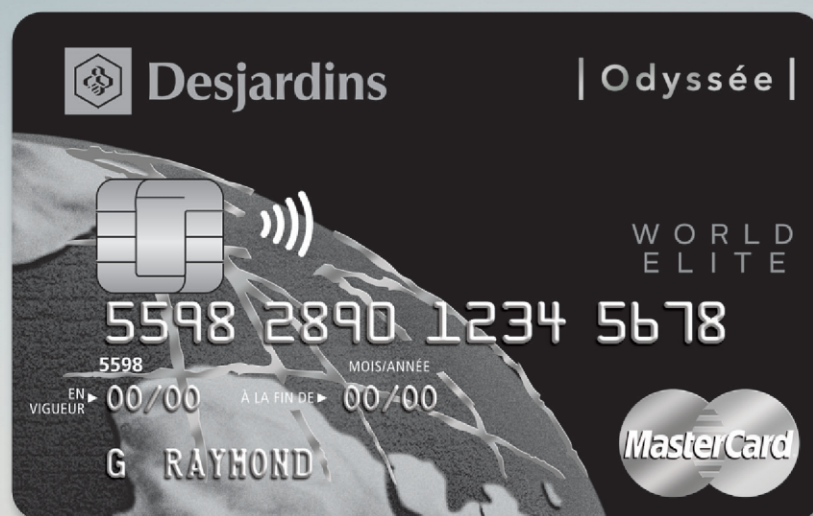 Desjardins
| Odyssée |
WORLD
ELITE
5598 2890 1234 5678
5598
MOIS/ANNÉE
EN
VIGUEUR
00/00
À LA FIN DE
00/00
G RAYMOND
MasterCard